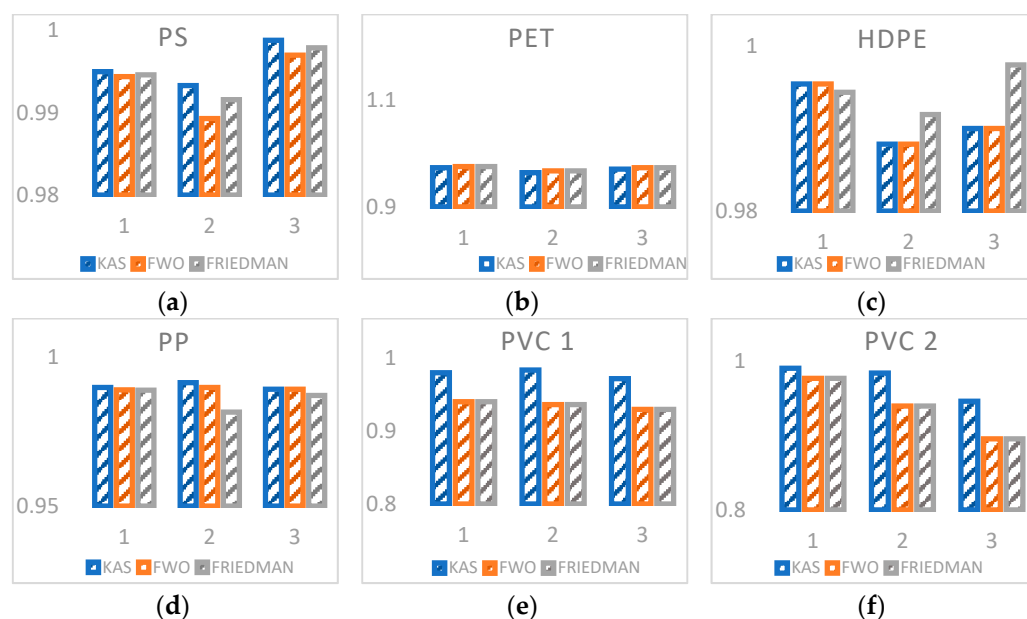 PS
1
0.99
0.98
1 2 3
KAS FWO FRIEDMAN
(a)
PET
1.1
0.9
1 2 3
KAS FWO FRIEDMAN
(b)
HDPE
1
0.98
1 2 3
KAS FWO FRIEDMAN
(c)
PP
1
0.95
1 2 3
KAS FWO FRIEDMAN
(d)
PVC 1
1
0.9
0.8
1 2 3
KAS FWO FRIEDMAN
(e)
PVC 2
1
0.8
1 2 3
KAS FWO FRIEDMAN
(f)